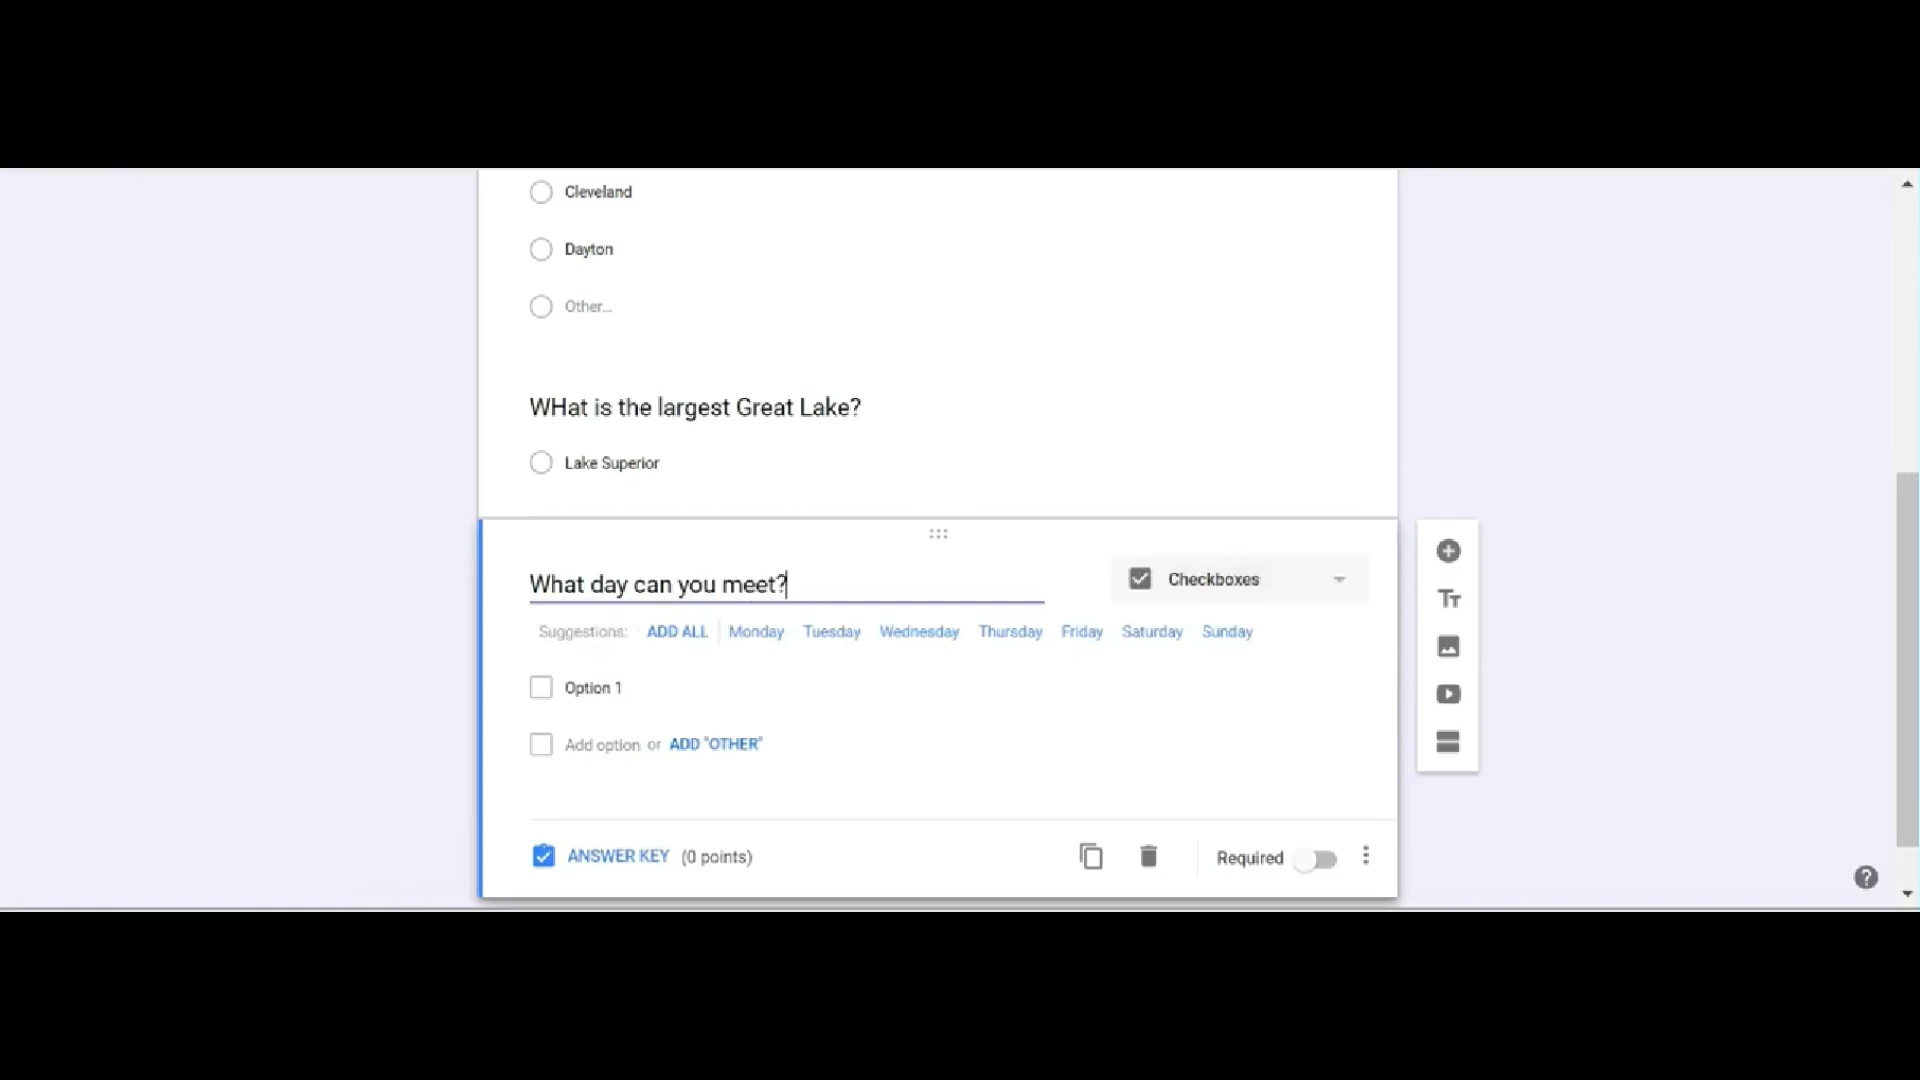 Cleveland
Dayton
Other...
WHat is the largest Great Lake?
Lake Superior
What day can you meet?
Checkboxes
Suggestions: ADD ALL Monday Tuesday Wednesday Thursday Friday Saturday Sunday
Option 1
Add option or ADD "OTHER"
ANSWER KEY (0 points)
Required